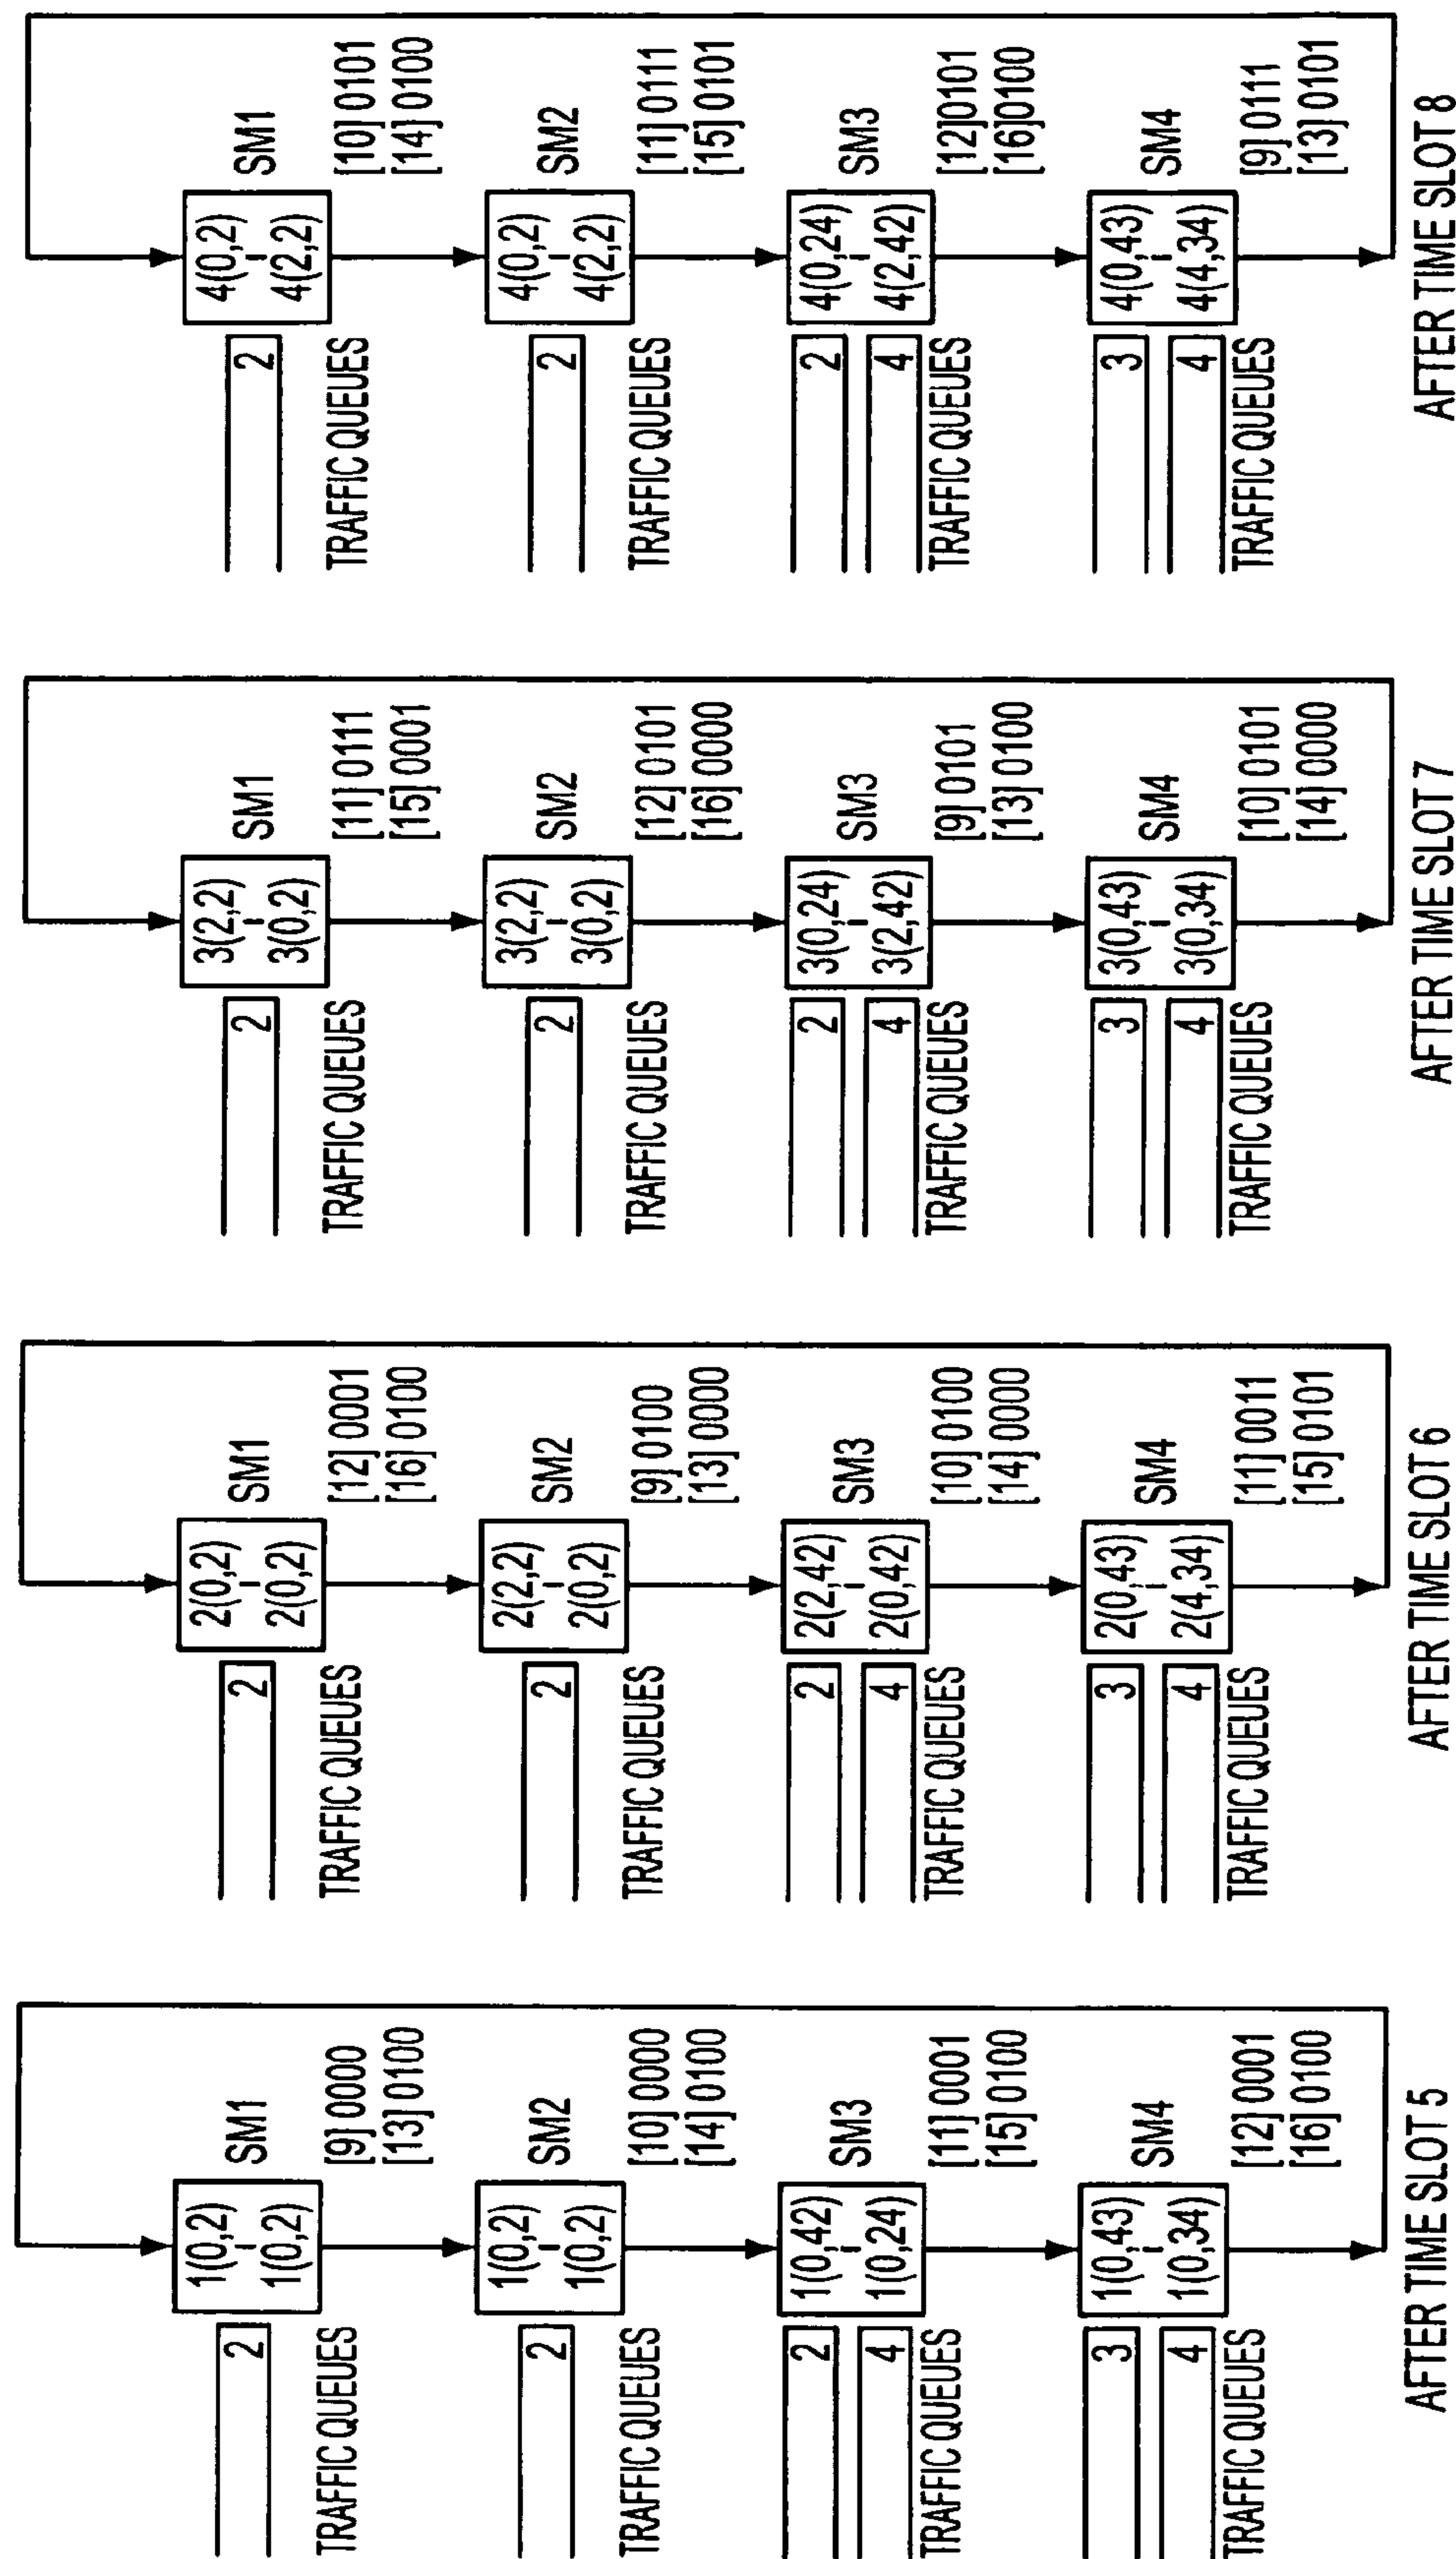 1(0,2)
1(0,2)
2
TRAFFIC QUEUES
SM1
[9] 0000
[13] 0100
1(0,2)
1(0,2)
2
TRAFFIC QUEUES
SM2
[10] 0000
[14] 0100
1(0,42)
1(0,24)
2
4
TRAFFIC QUEUES
SM3
[11] 0001
[15] 0100
1(0,43)
1(0,34)
3
4
TRAFFIC QUEUES
SM4
[12] 0001
[16] 0100
AFTER TIME SLOT 5
2(0,2)
2(0,2)
2
TRAFFIC QUEUES
SM1
[12] 0001
[16] 0100
2(2,2)
2(0,2)
2
TRAFFIC QUEUES
SM2
[9] 0100
[13] 0000
2(2,42)
2(0,42)
2
4
TRAFFIC QUEUES
SM3
[10] 0100
[14] 0000
2(0,43)
2(4,34)
3
4
TRAFFIC QUEUES
SM4
[11] 0011
[15] 0101
AFTER TIME SLOT 6
3(2,2)
3(0,2)
2
TRAFFIC QUEUES
SM1
[11] 0111
[15] 0001
3(2,2)
3(0,2)
2
TRAFFIC QUEUES
SM2
[12] 0101
[16] 0000
3(0,24)
3(2,42)
2
4
TRAFFIC QUEUES
SM3
[9] 0101
[13] 0100
3(0,43)
3(0,34)
3
4
TRAFFIC QUEUES
SM4
[10] 0101
[14] 0000
AFTER TIME SLOT 7
4(0,2)
4(2,2)
2
TRAFFIC QUEUES
SM1
[10] 0101
[14] 0100
4(0,2)
4(2,2)
2
TRAFFIC QUEUES
SM2
[11] 0111
[15] 0101
4(0,24)
4(2,42)
2
4
TRAFFIC QUEUES
SM3
[12]0101
[16]0100
4(0,43)
4(4,34)
3
4
TRAFFIC QUEUES
SM4
[9] 0111
[13] 0101
AFTER TIME SLOT 8